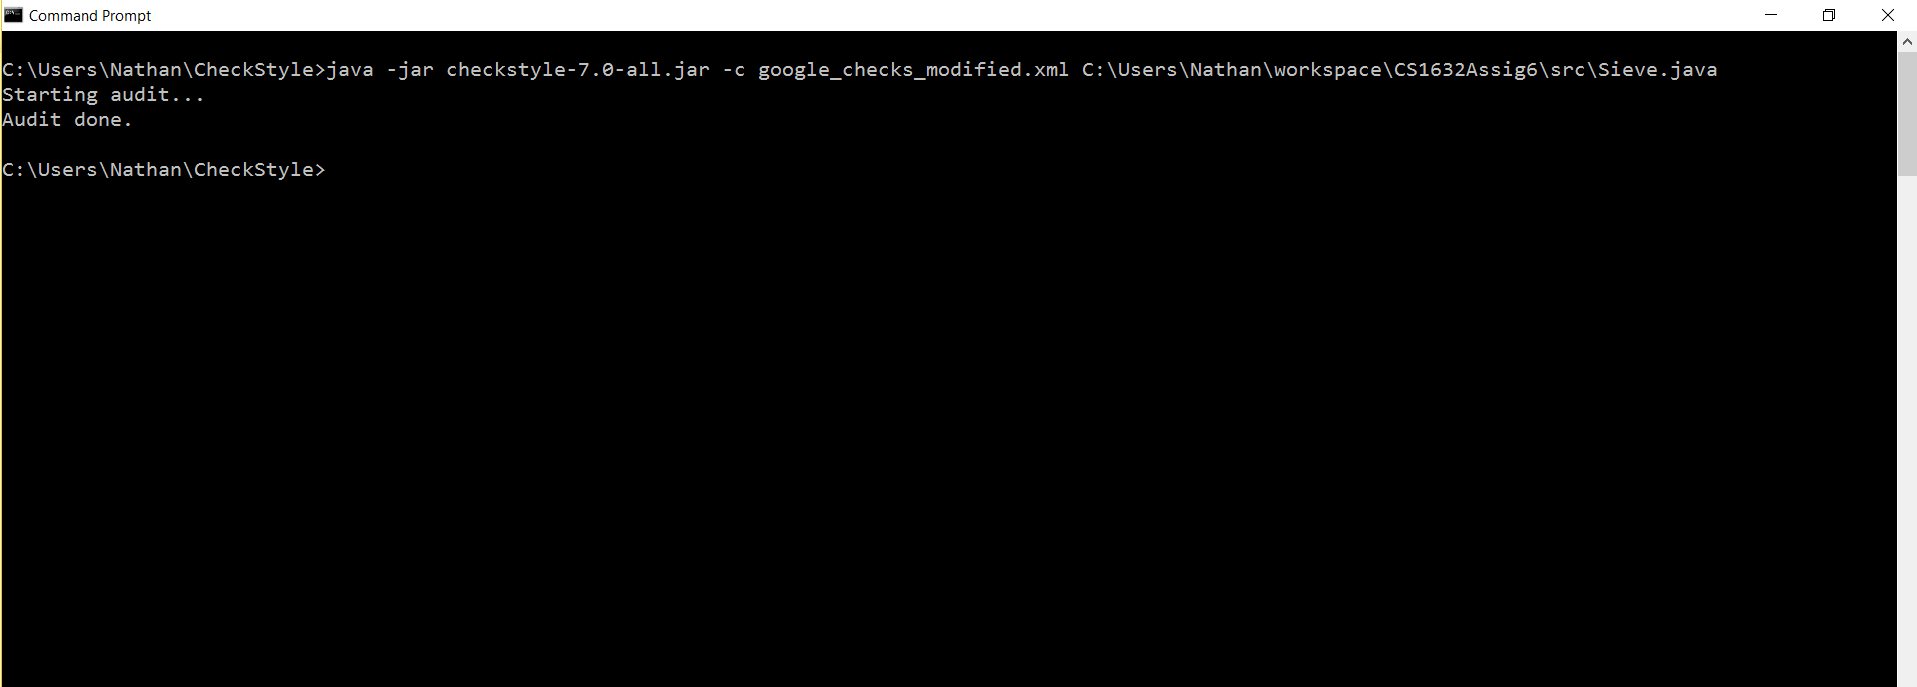 Command Prompt
C:\Users\Nathan\CheckStyle>java -jar checkstyle-7.0-all.jar -c google_checks_modified.xml C:\Users\Nathan\workspace\CS1632Assig6\src\Sieve.java
Starting audit...
Audit done.
C:\Users\Nathan\CheckStyle>